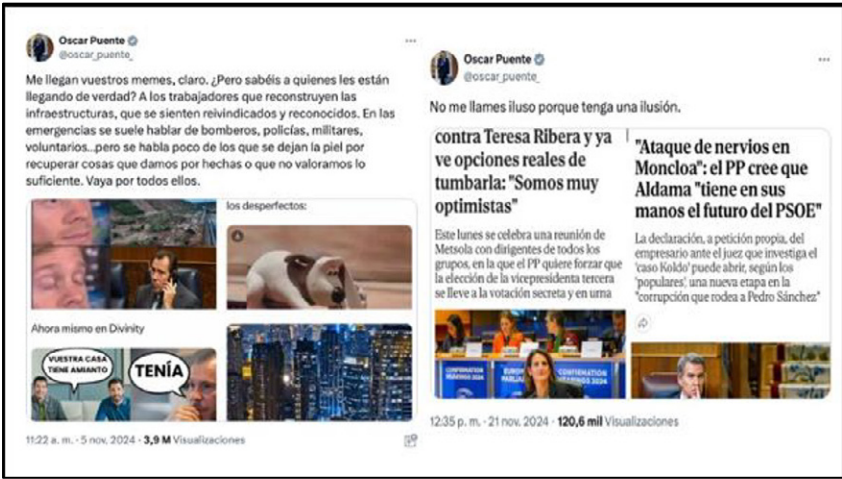 Oscar Puente
@oscar_puente_
Me llegan vuestros memes, claro. ¿Pero sabéis a quienes les están
llegando de verdad? A los trabajadores que reconstruyen las
infraestructuras, que se sienten reivindicados y reconocidos. En las
emergencias se suele hablar de bomberos, policías, militares,
voluntarios...pero se habla poco de los que se dejan la piel por
recuperar cosas que damos por hechas o que no valoramos lo
suficiente. Vaya por todos ellos.
los desperfectos:
Ahora mismo en Divinity
VUESTRA CASA
TIENE AMIANTO
TENÍA
11:22 a. m. · 5 nov. 2024 · 3,9 M Visualizaciones
Oscar Puente
@oscar_puente_
No me llames iluso porque tenga una ilusión.
contra Teresa Ribera y ya
ve opciones reales de
tumbarla: "Somos muy
optimistas"
Este lunes se celebra una reunión de
Metsola con dirigentes de todos los
grupos, en la que el PP quiere forzar que
la elección de la vicepresidenta tercera
se lleve a la votación secreta y en urna
CONFIRMATION
HEARINGS 2024
EUROPEAN
PARLIAMENT
CONFIRMATION
HEARINGS 2024
"Ataque de nervios en
Moncloa": el PP cree que
Aldama "tiene en sus
manos el futuro del PSOE"
La declaración, a petición propia, del
empresario ante el juez que investiga el
'caso Koldo' puede abrir, según los
'populares', una nueva etapa en la
"corrupción que rodea a Pedro Sánchez"
12:35 p. m. · 21 nov. 2024 · 120,6 mil Visualizaciones